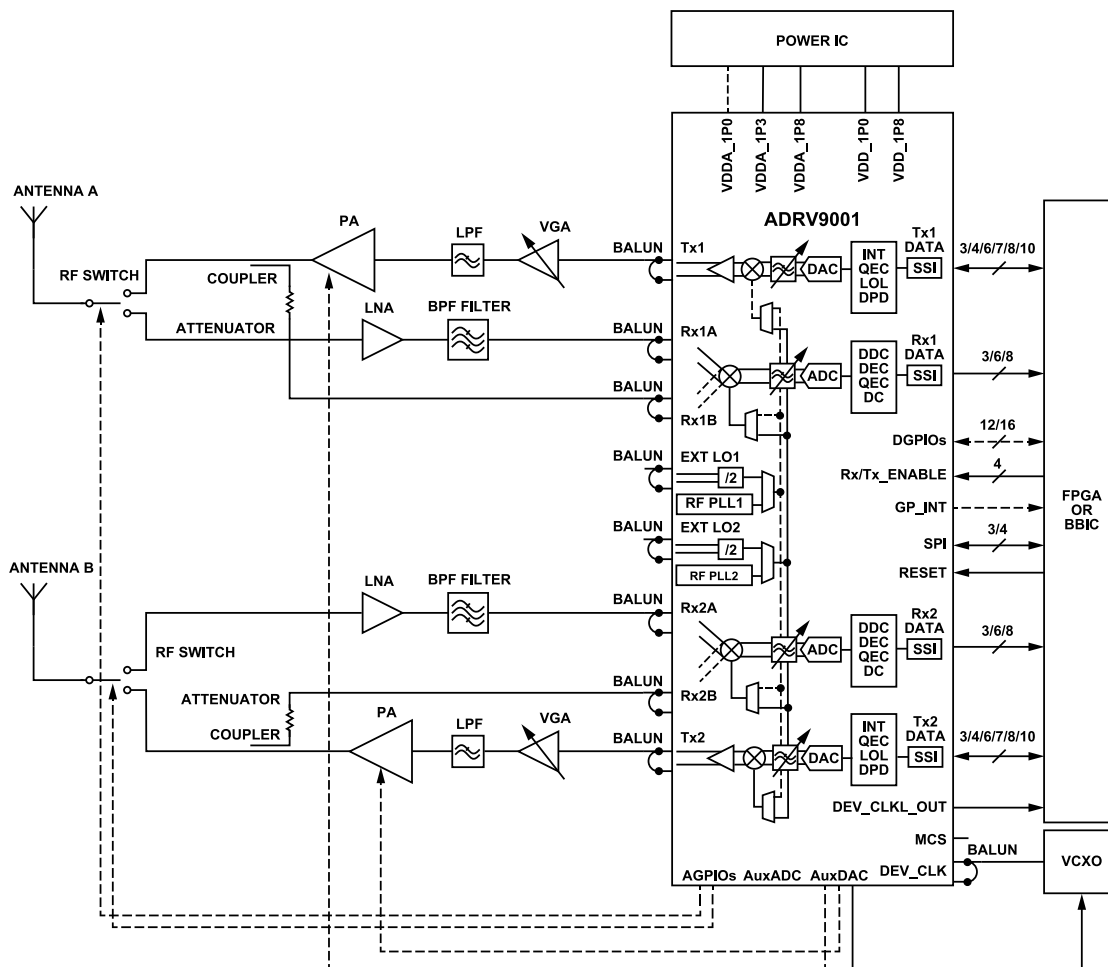 POWER IC
VDDA_1P0
VDDA_1P3
VDDA_1P8
VDD_1P0
VDD_1P8
ADRV9001
ANTENNA A
RF SWITCH
COUPLER
ATTENUATOR
PA
LPF
VGA
BALUN
Tx1
DAC
INT
QEC
LOL
DPD
Tx1
DATA
SSI
3/4/6/7/8/10
LNA
BPF FILTER
BALUN
Rx1A
ADC
DDC
DEC
QEC
DC
Rx1
DATA
SSI
3/6/8
BALUN
Rx1B
DGPIOs
12/16
BALUN
EXT LO1
/2
RF PLL1
Rx/Tx_ENABLE
4
GP_INT
FPGA
OR
BBIC
BALUN
EXT LO2
/2
RF PLL2
SPI
3/4
RESET
ANTENNA B
RF SWITCH
LNA
BPF FILTER
BALUN
Rx2A
ADC
DDC
DEC
QEC
DC
Rx2
DATA
SSI
3/6/8
ATTENUATOR
COUPLER
BALUN
Rx2B
PA
LPF
VGA
BALUN
Tx2
DAC
INT
QEC
LOL
DPD
Tx2
DATA
SSI
3/4/6/7/8/10
DEV_CLKL_OUT
MCS
DEV_CLK
BALUN
VCXO
AGPIOs
AuxADC
AuxDAC